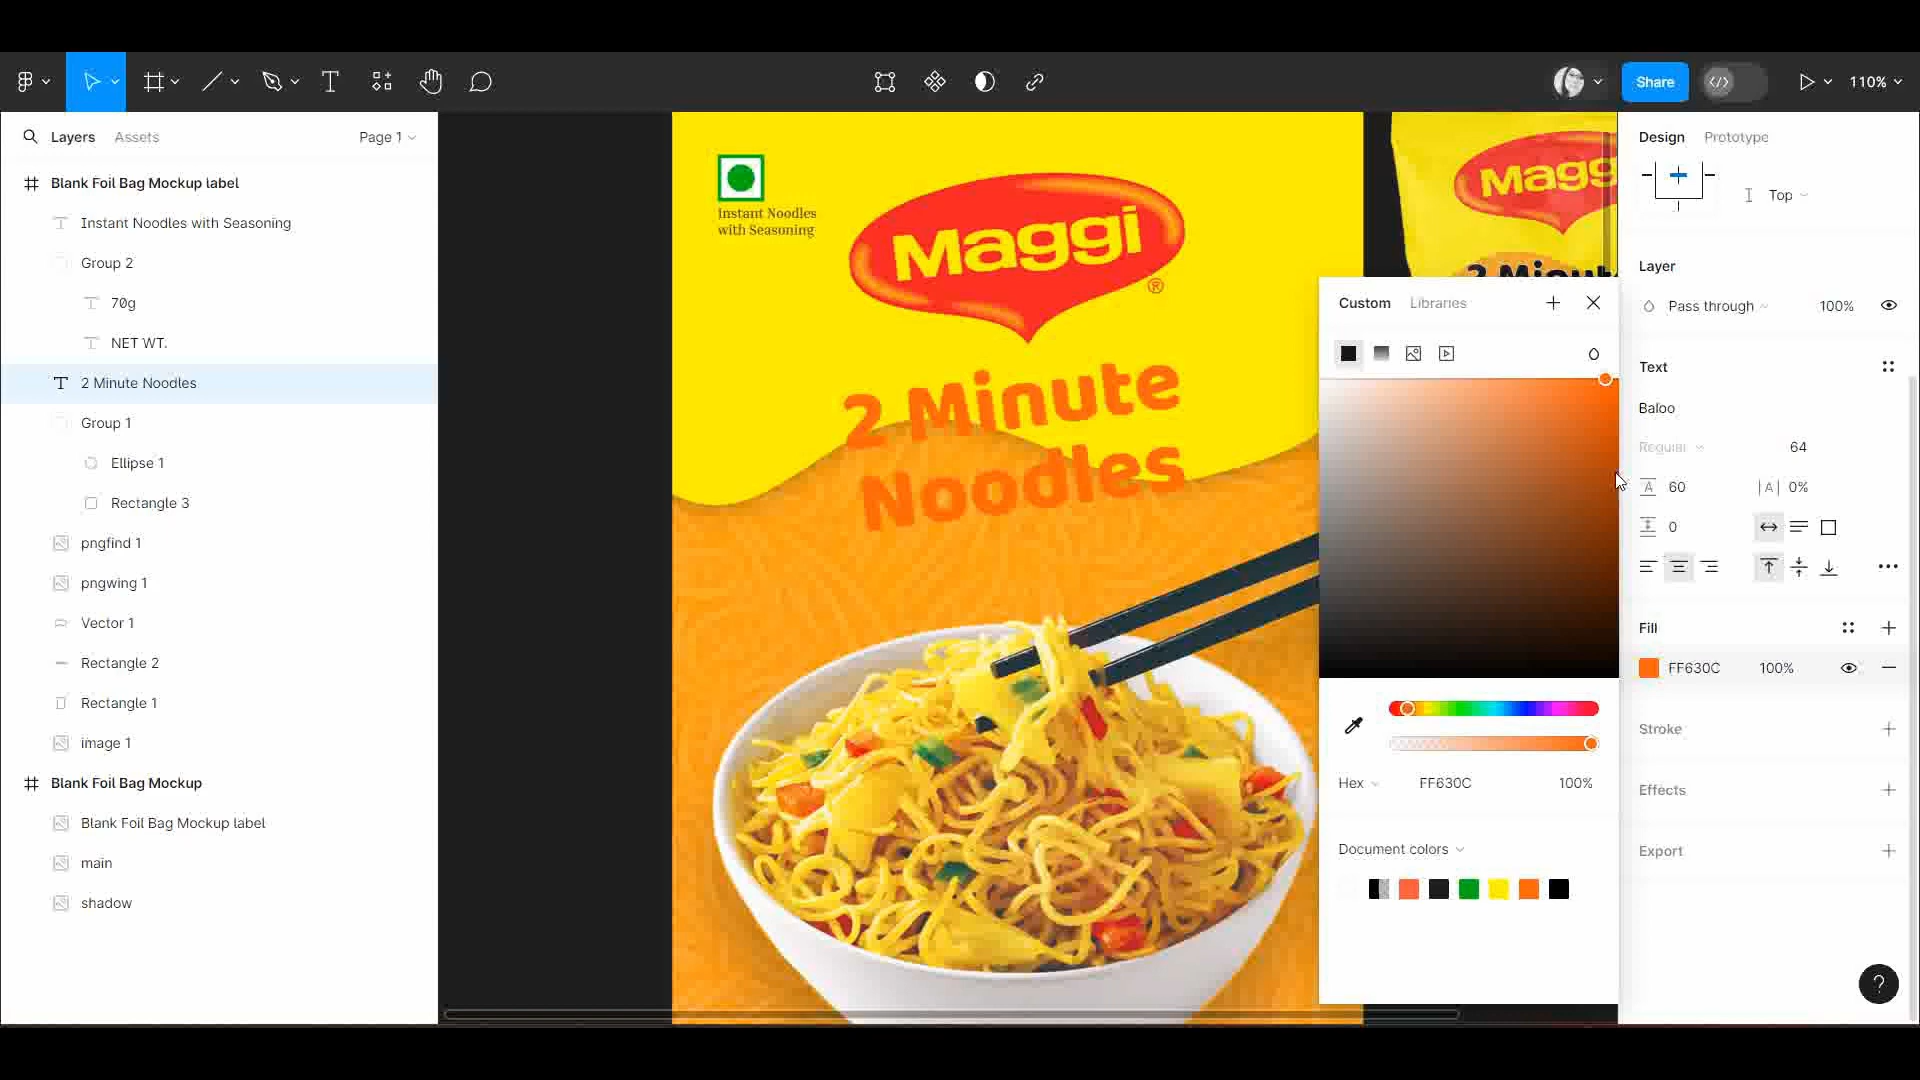 Share
110%
Layers
Assets
Page 1
Blank Foil Bag Mockup label
Instant Noodles with Seasoning
Group 2
70g
NET WT.
2 Minute Noodles
Group 1
Ellipse 1
Rectangle 3
pngfind 1
pngwing 1
Vector 1
Rectangle 2
Rectangle 1
image 1
Blank Foil Bag Mockup
Blank Foil Bag Mockup label
main
shadow
Instant Noodles
with Seasoning
Maggi
®
2 Minute
Noodles
Magg
2 Minut
Custom
Libraries
Hex
FF630C
100%
Document colors
Design
Prototype
Top
Layer
Pass through
100%
Text
Baloo
Regular
64
A
60
|A|
0%
0
Fill
FF630C
100%
Stroke
Effects
Export
?